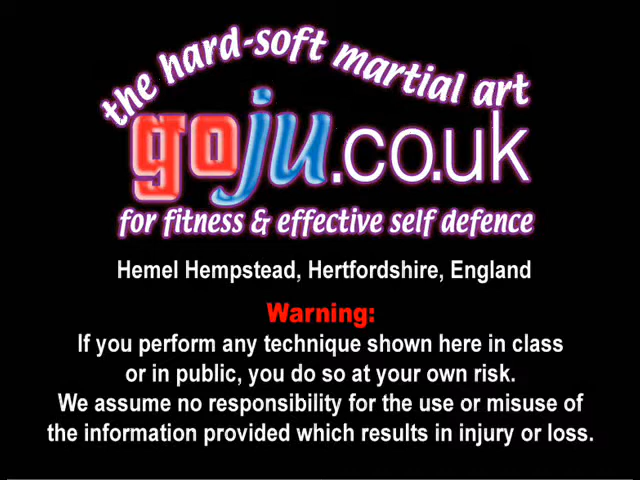 the hard-soft martial art
goju.co.uk
for fitness & effective self defence
Hemel Hempstead, Hertfordshire, England
Warning:
If you perform any technique shown here in class
or in public, you do so at your own risk.
We assume no responsibility for the use or misuse of
the information provided which results in injury or loss.